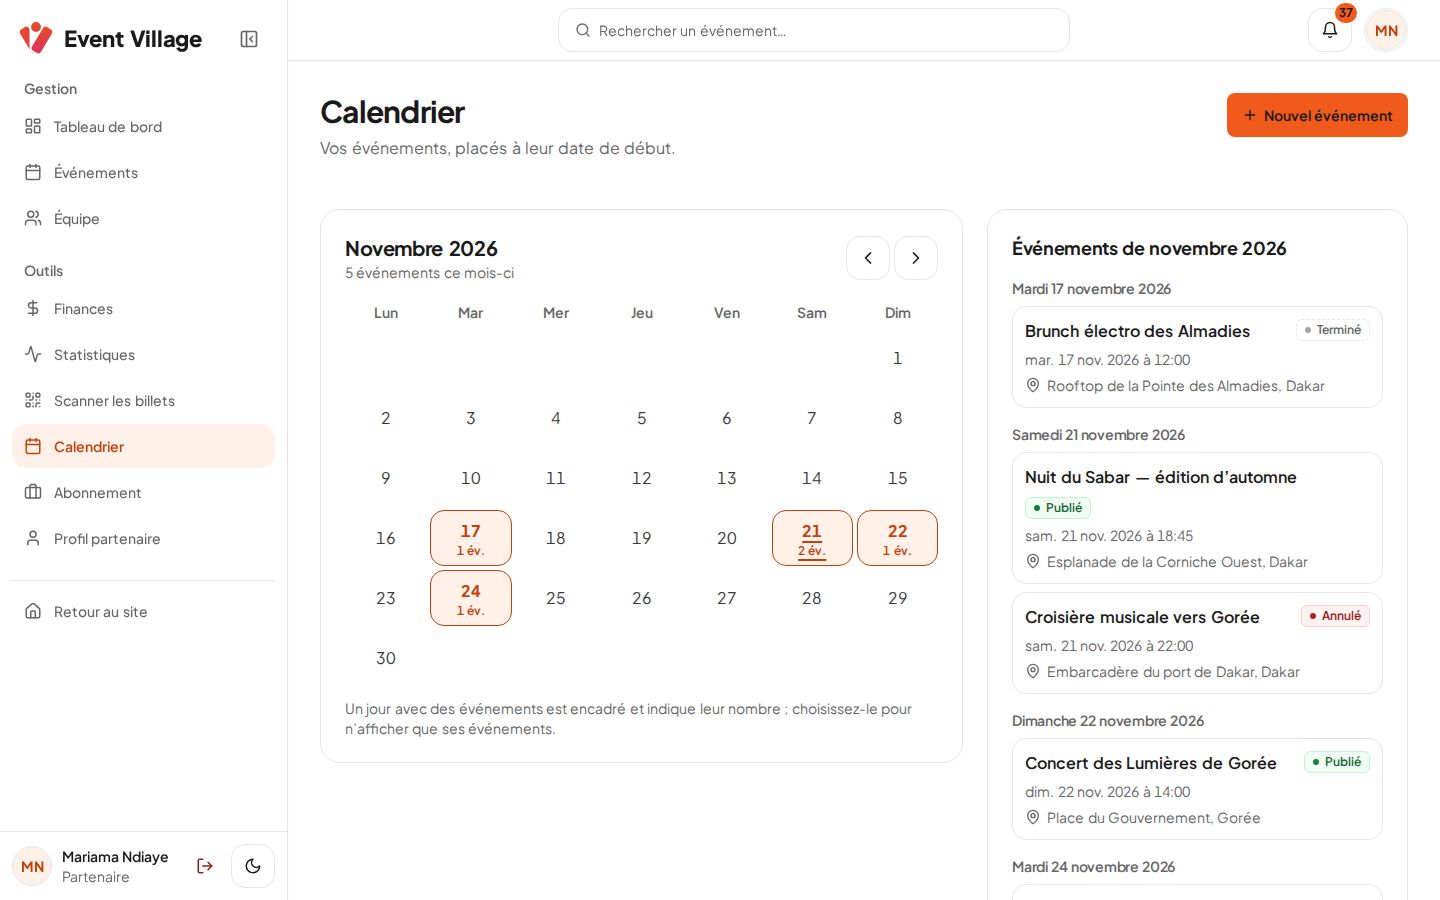 Event Village
Gestion
Tableau de bord
Événements
Équipe
Outils
Finances
Statistiques
Scanner les billets
Calendrier
Abonnement
Profil partenaire
Retour au site
MN
Mariama Ndiaye
Partenaire
Rechercher un événement…
37
MN
Calendrier
Vos événements, placés à leur date de début.
Nouvel événement
Novembre 2026
5 événements ce mois-ci
Lun Mar Mer Jeu Ven Sam Dim
1
2 3 4 5 6 7 8
9 10 11 12 13 14 15
16 17 18 19 20 21 22
1 év. 2 év. 1 év.
23 24 25 26 27 28 29
1 év.
30
Un jour avec des événements est encadré et indique leur nombre ; choisissez-le pour
n’afficher que ses événements.
Événements de novembre 2026
Mardi 17 novembre 2026
Brunch électro des Almadies
Terminé
mar. 17 nov. 2026 à 12:00
Rooftop de la Pointe des Almadies, Dakar
Samedi 21 novembre 2026
Nuit du Sabar — édition d’automne
Publié
sam. 21 nov. 2026 à 18:45
Esplanade de la Corniche Ouest, Dakar
Croisière musicale vers Gorée
Annulé
sam. 21 nov. 2026 à 22:00
Embarcadère du port de Dakar, Dakar
Dimanche 22 novembre 2026
Concert des Lumières de Gorée
Publié
dim. 22 nov. 2026 à 14:00
Place du Gouvernement, Gorée
Mardi 24 novembre 2026